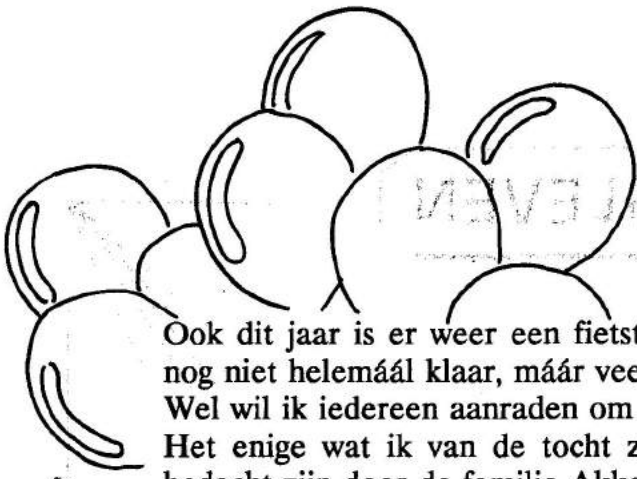 Ook dit jaar is er weer een fietst
nog niet helemáál klaar, máár vee
Wel wil ik iedereen aanraden om
Het enige wat ik van de tocht z
bedacht zijn door de familie